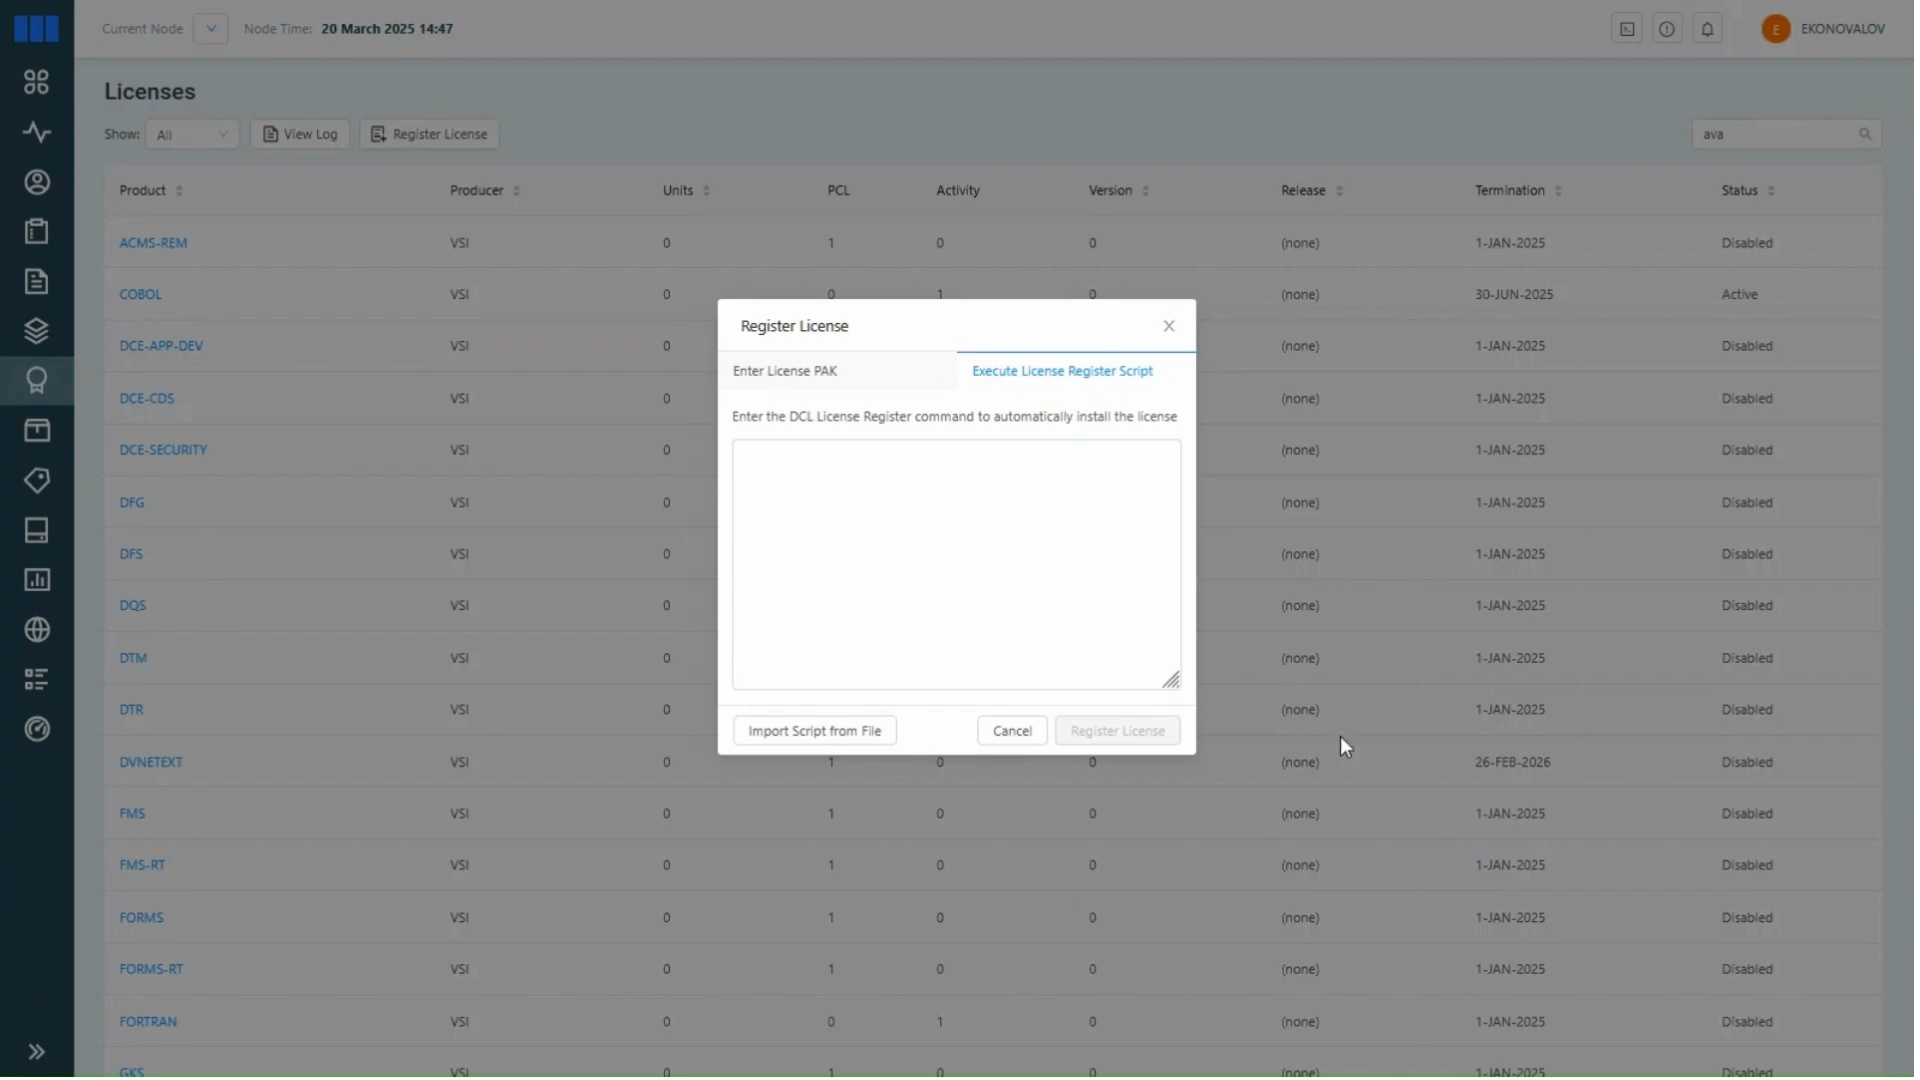 Current Node Node Time: 20 March 2025 14:47 E EKONOVALOV
Licenses
Show: All View Log Register License ava
Product Producer Units PCL Activity Version Release Termination Status
ACMS-REM VSI 0 1 0 0 (none) 1-JAN-2025 Disabled
COBOL VSI 0 0 1 0 (none) 30-JUN-2025 Active
DCE-APP-DEV VSI 0 (none) 1-JAN-2025 Disabled
DCE-CDS VSI 0 (none) 1-JAN-2025 Disabled
DCE-SECURITY VSI 0 (none) 1-JAN-2025 Disabled
DFG VSI 0 (none) 1-JAN-2025 Disabled
DFS VSI 0 (none) 1-JAN-2025 Disabled
DQS VSI 0 (none) 1-JAN-2025 Disabled
DTM VSI 0 (none) 1-JAN-2025 Disabled
DTR VSI 0 (none) 1-JAN-2025 Disabled
DVNETEXT VSI 0 1 0 0 (none) 26-FEB-2026 Disabled
FMS VSI 0 1 0 0 (none) 1-JAN-2025 Disabled
FMS-RT VSI 0 1 0 0 (none) 1-JAN-2025 Disabled
FORMS VSI 0 1 0 0 (none) 1-JAN-2025 Disabled
FORMS-RT VSI 0 1 0 0 (none) 1-JAN-2025 Disabled
FORTRAN VSI 0 0 1 0 (none) 1-JAN-2025 Disabled
GKS VSI 0 1 0 0 (none) 1-JAN-2025 Disabled
Register License
Enter License PAK Execute License Register Script
Enter the DCL License Register command to automatically install the license
Import Script from File Cancel Register License